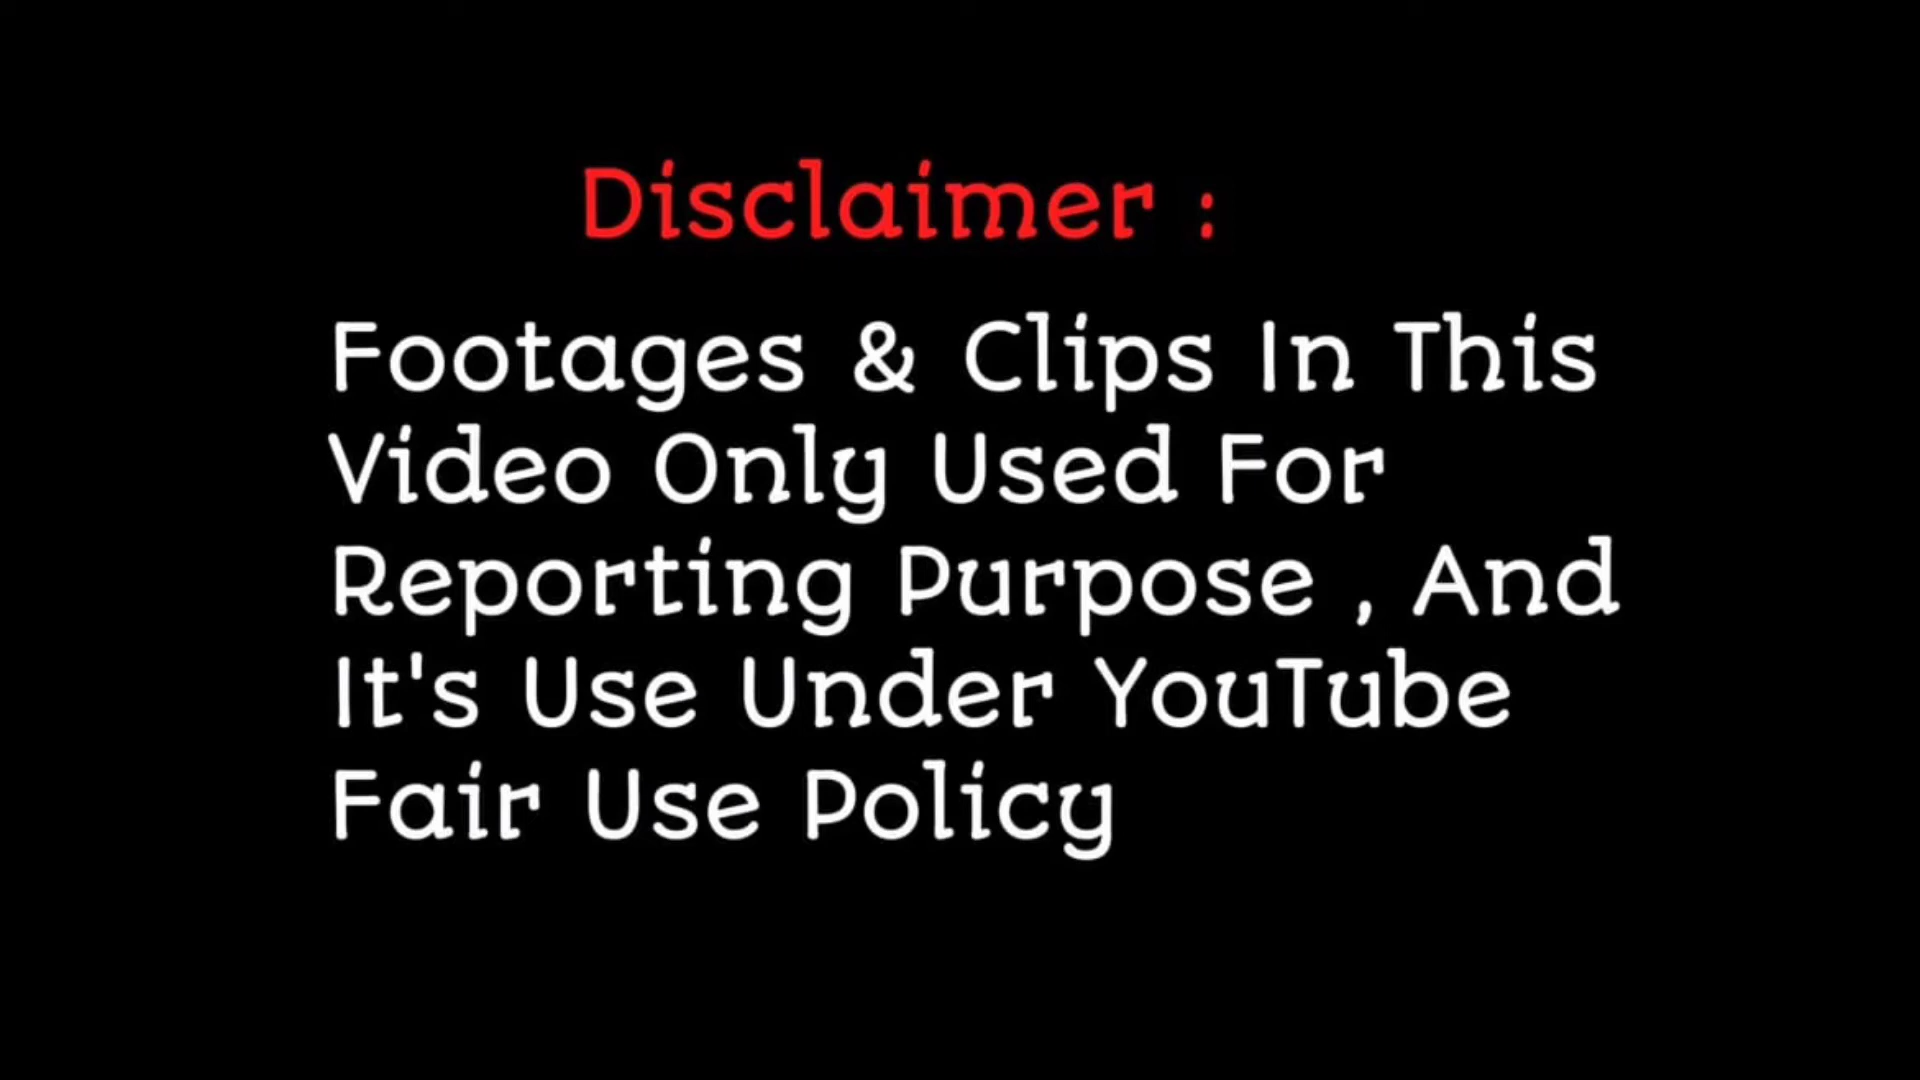 Disclaimer :
Footages & Clips In This
Video Only Used For
Reporting Purpose , And
It's Use Under YouTube
Fair Use Policy